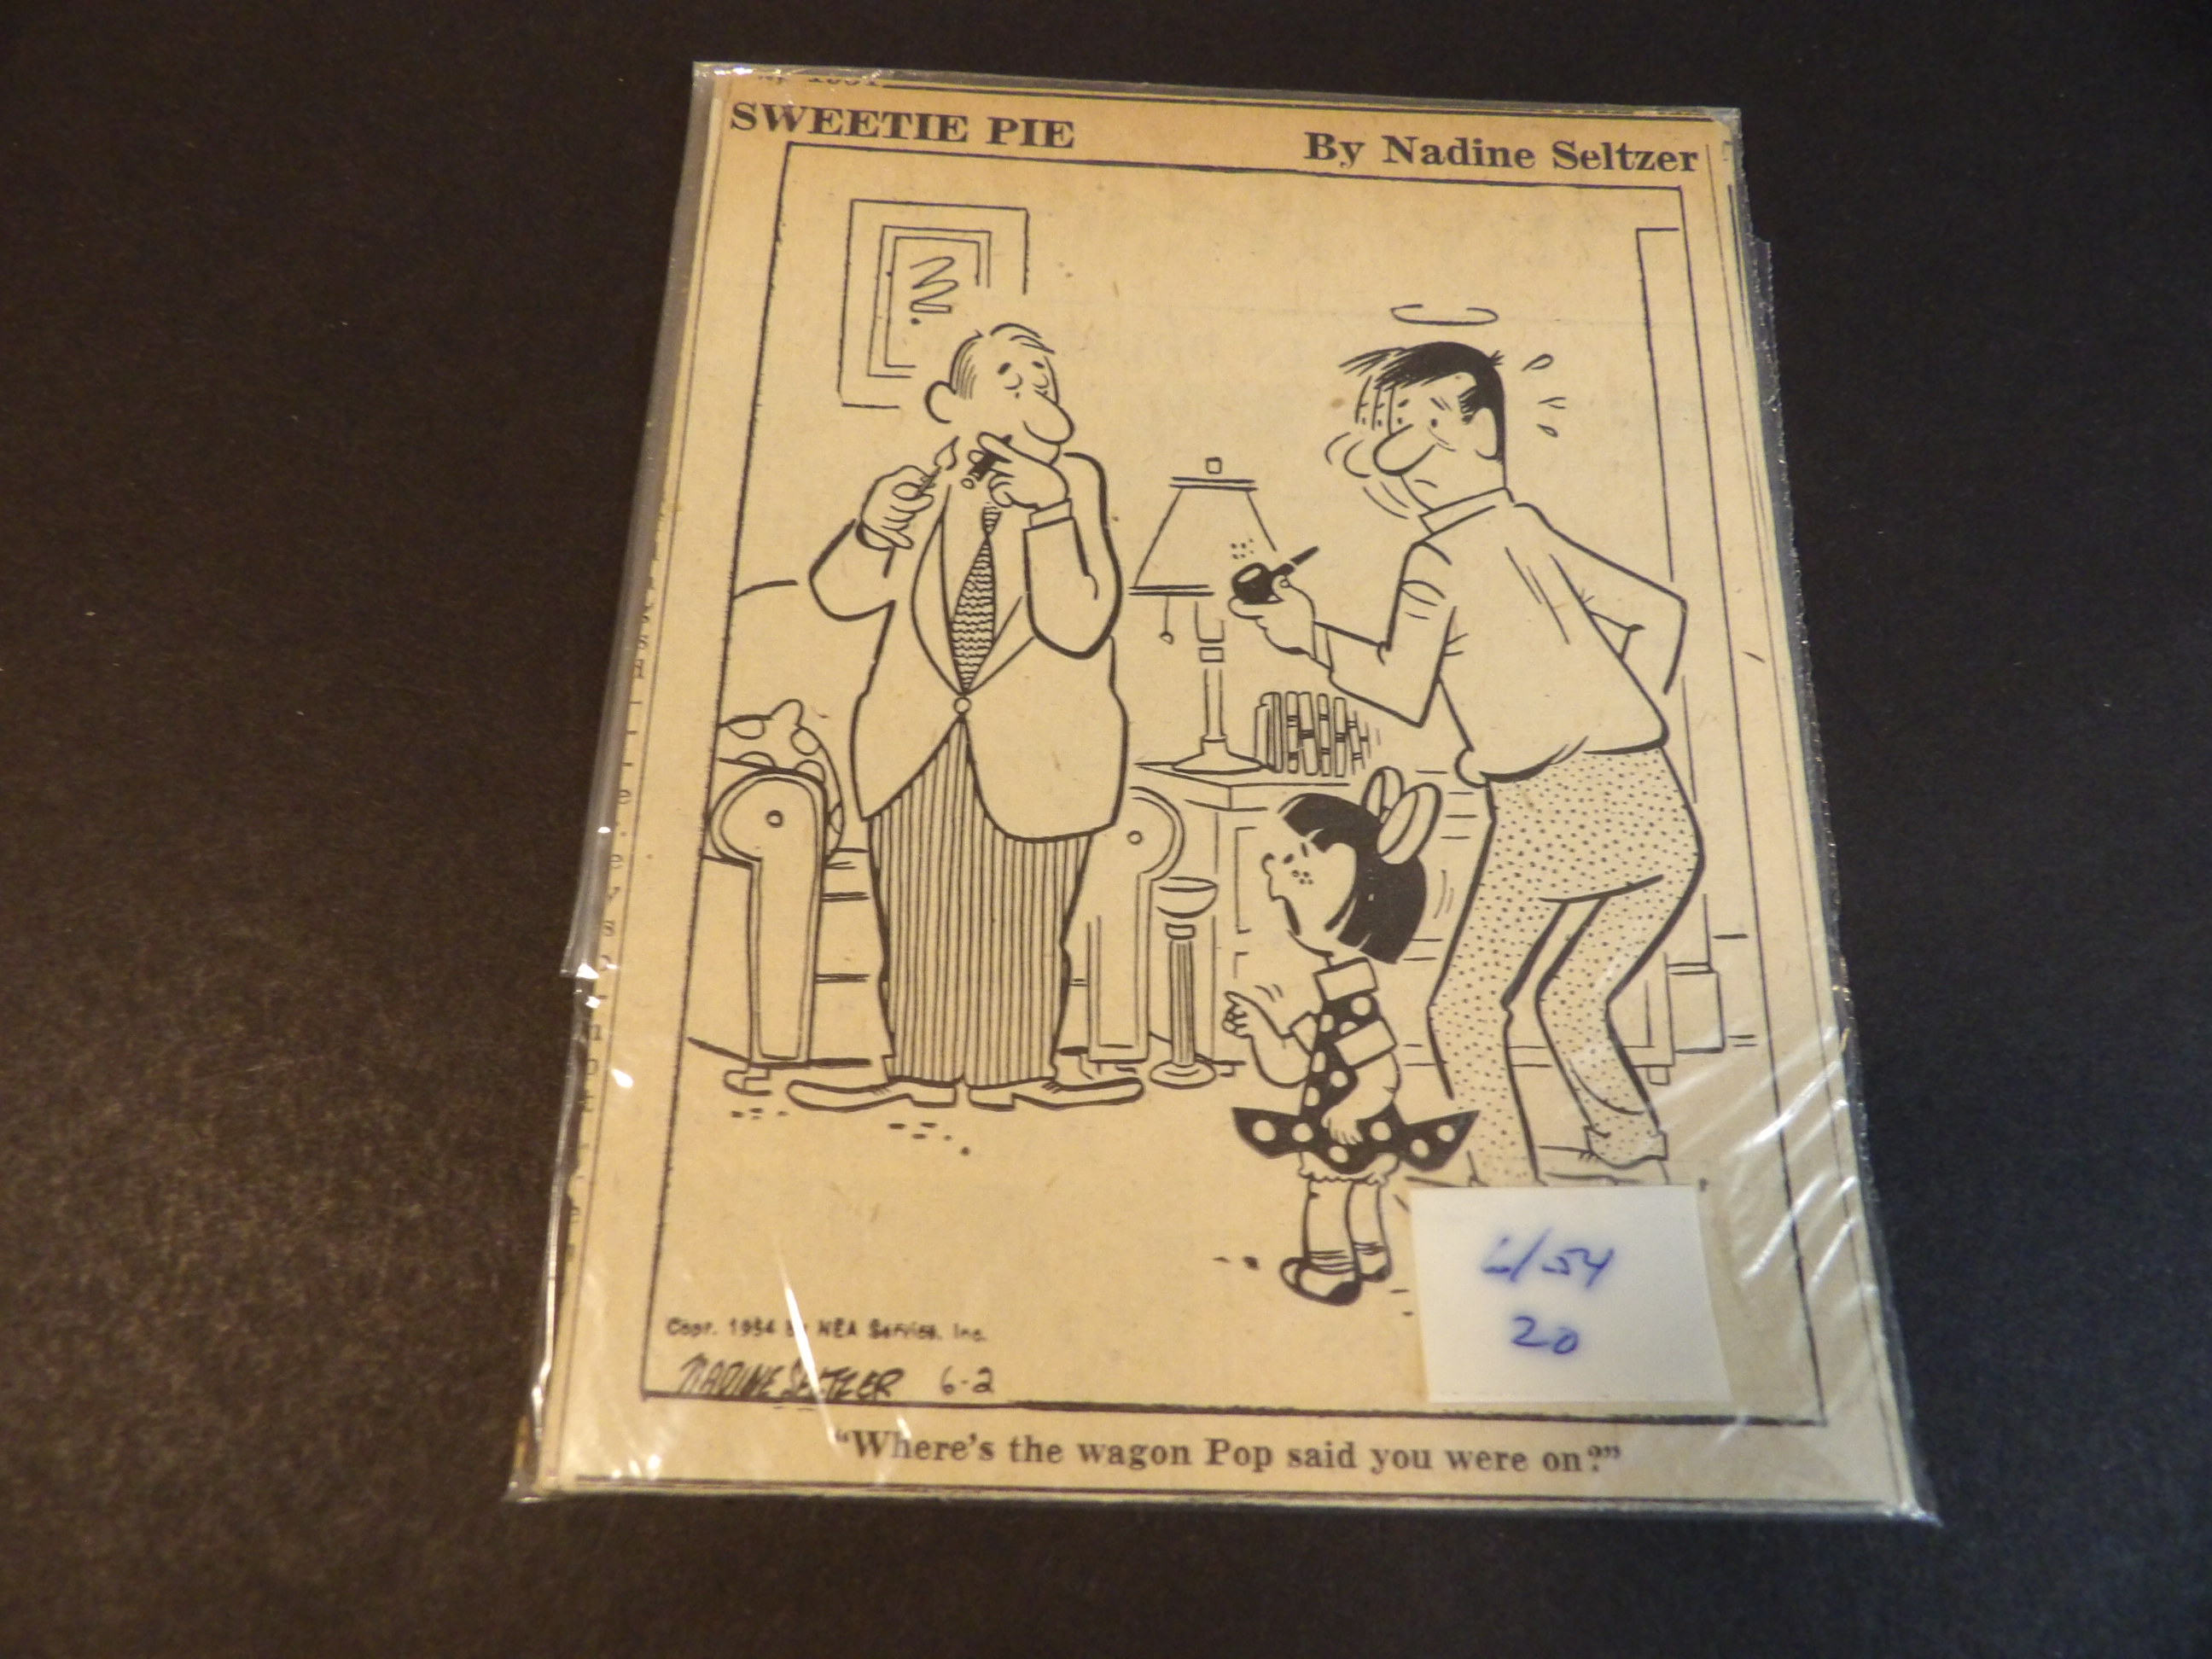 SWEETIE PIE By Nadine Seltzer
Copr. 1954 by NEA Service, Inc.
NADINE SELTZER 6-2
6/54
20
“Where’s the wagon Pop said you were on?”